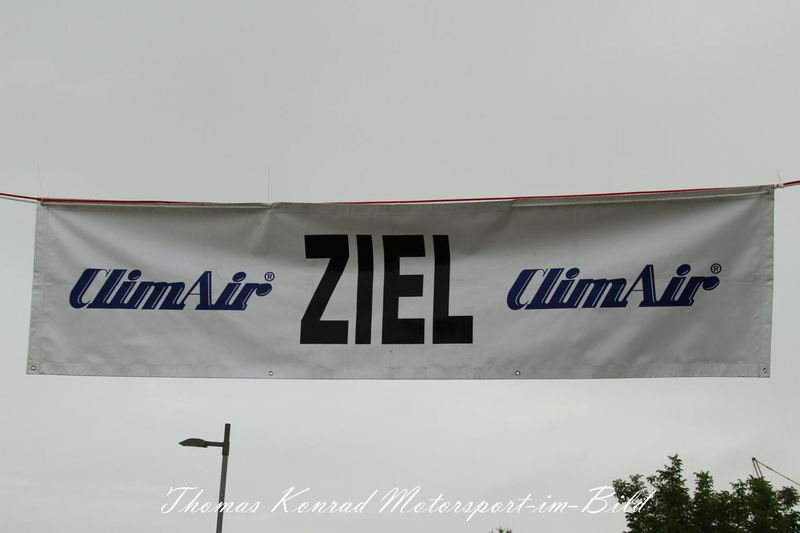 ClimAir® ZIEL ClimAir®
Thomas Konrad Motorsport-im-Bild